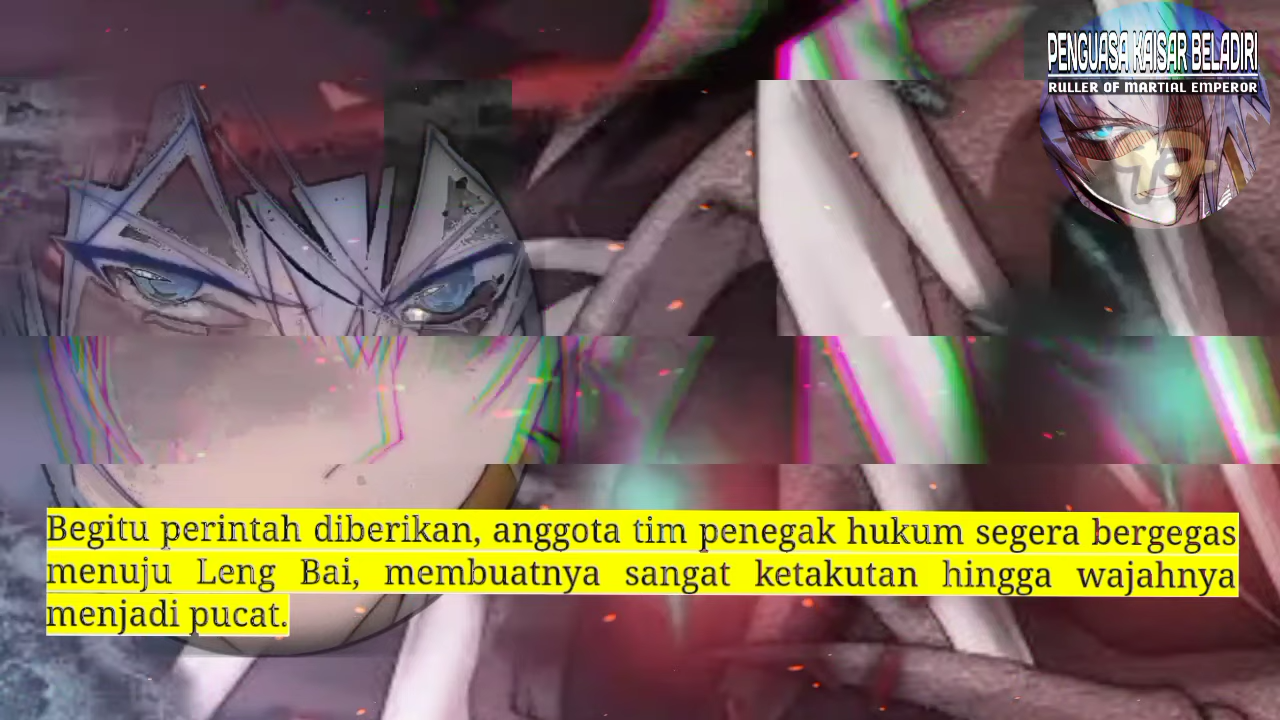 PENGUASA KAISAR BELADIRI
RULLER OF MARTIAL EMPEROR
Begitu perintah diberikan, anggota tim penegak hukum segera bergegas
menuju Leng Bai, membuatnya sangat ketakutan hingga wajahnya
menjadi pucat.